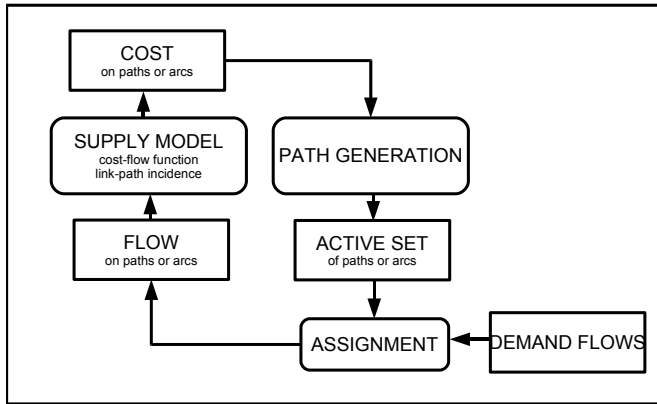 COST
on paths or arcs
SUPPLY MODEL
cost-flow function
link-path incidence
PATH GENERATION
FLOW
on paths or arcs
ACTIVE SET
of paths or arcs
ASSIGNMENT
DEMAND FLOWS